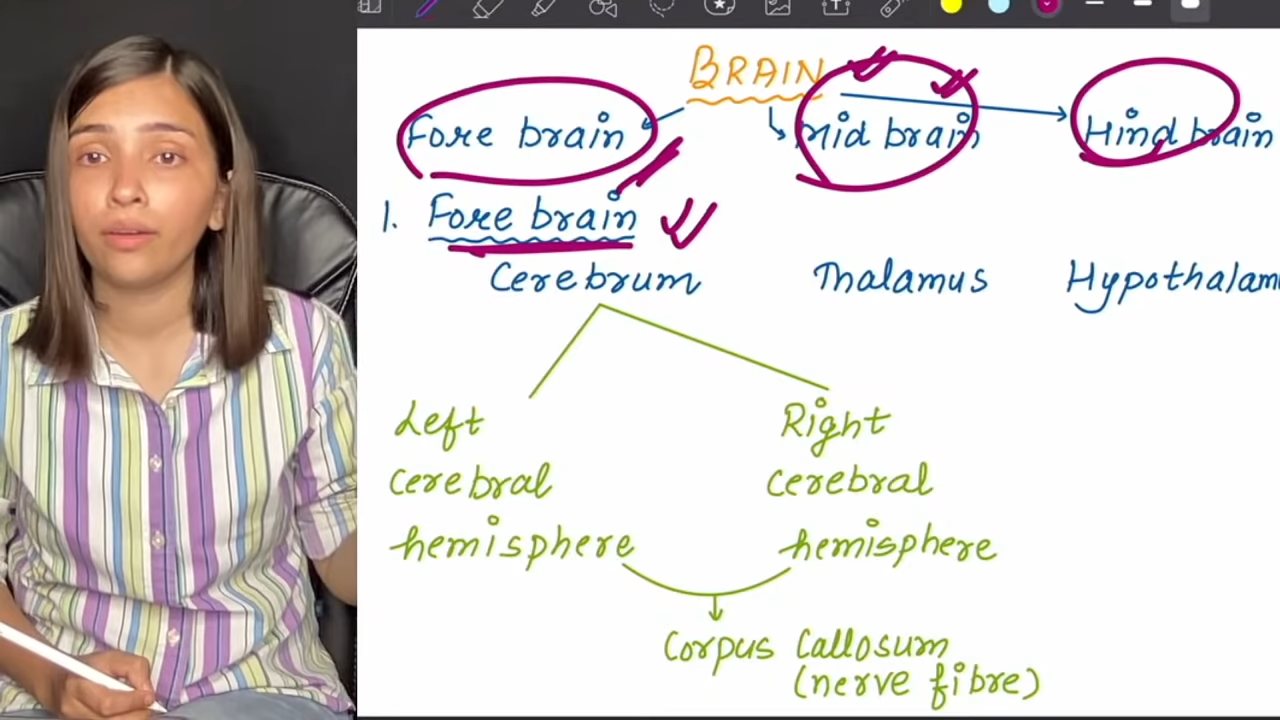 BRAIN
Fore brain Mid brain Hind brain
1. Fore brain
Cerebrum Thalamus Hypothalam
Left Right
cerebral cerebral
hemisphere hemisphere
Corpus Callosum
(nerve fibre)